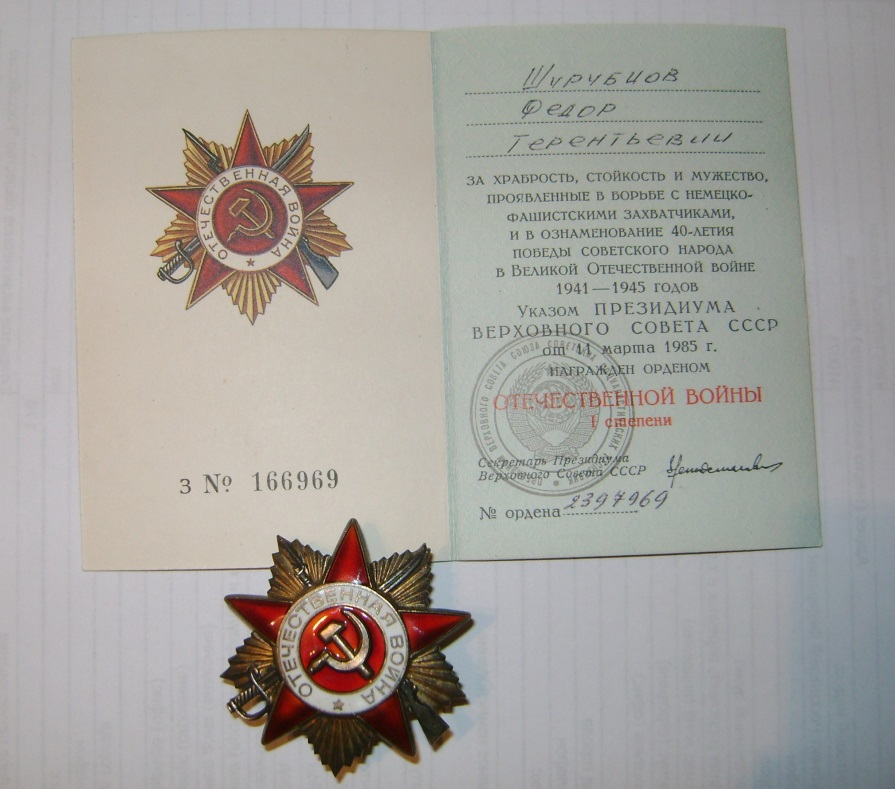 ОТЕЧЕСТВЕННАЯ ВОЙНА
З № 166969
Шурубцов
Федор
Терентьевич
ЗА ХРАБРОСТЬ, СТОЙКОСТЬ И МУЖЕСТВО,
ПРОЯВЛЕННЫЕ В БОРЬБЕ С НЕМЕЦКО-
ФАШИСТСКИМИ ЗАХВАТЧИКАМИ,
И В ОЗНАМЕНОВАНИЕ 40-ЛЕТИЯ
ПОБЕДЫ СОВЕТСКОГО НАРОДА
В ВЕЛИКОЙ ОТЕЧЕСТВЕННОЙ ВОЙНЕ
1941—1945 ГОДОВ
УКАЗОМ ПРЕЗИДИУМА
ВЕРХОВНОГО СОВЕТА СССР
от 11 марта 1985 г.
НАГРАЖДЕН ОРДЕНОМ
ОТЕЧЕСТВЕННОЙ ВОЙНЫ
I степени
Секретарь Президиума
Верховного Совета СССР
№ ордена 2397969
ОТЕЧЕСТВЕННАЯ ВОЙНА